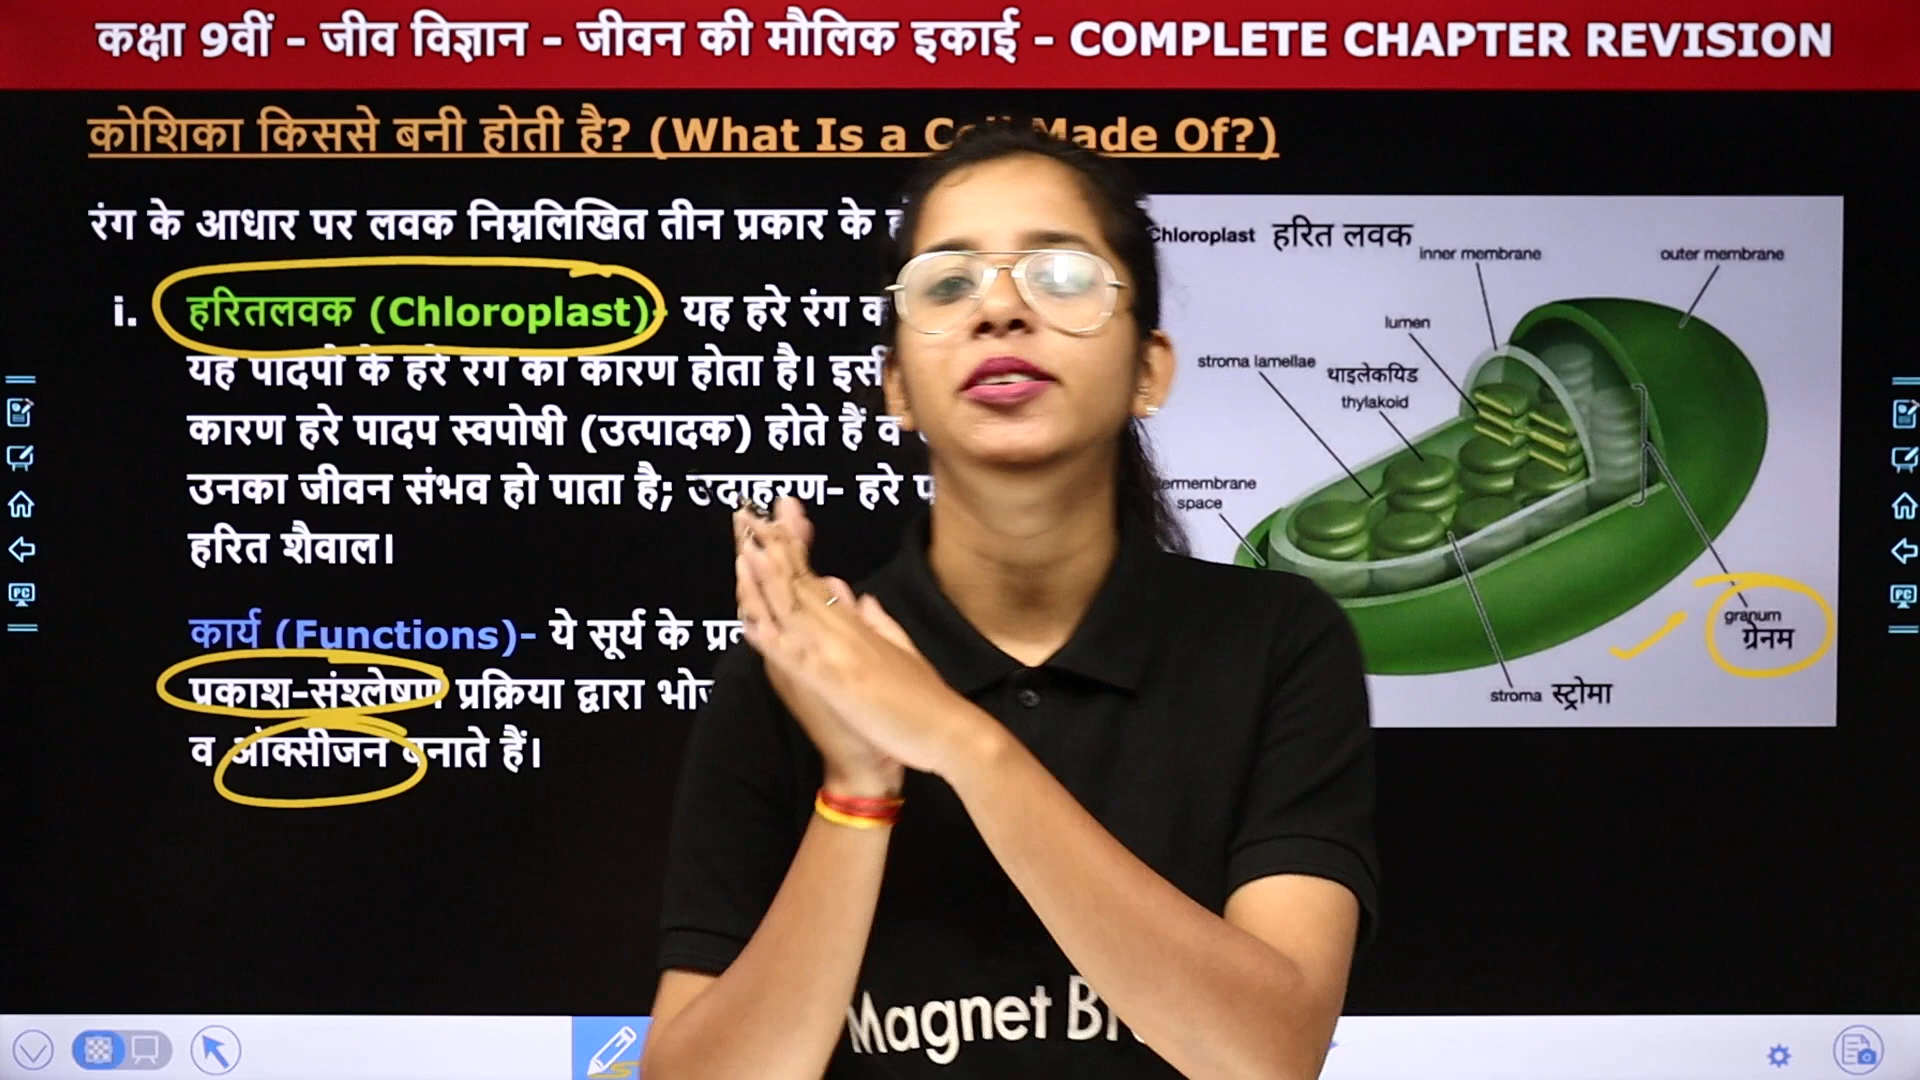 कक्षा 9वीं - जीव विज्ञान - जीवन की मौलिक इकाई - COMPLETE CHAPTER REVISION
कोशिका किससे बनी होती है? (What Is a Made Of?)
रंग के आधार पर लवक निम्नलिखित तीन प्रकार के
i. हरितलवक (Chloroplast)- यह हरे रंग
यह पादपों के हरे रंग का कारण होता है। इसी
कारण हरे पादप स्वपोषी (उत्पादक) होते हैं व
उनका जीवन संभव हो पाता है; उदाहरण- हरे
हरित शैवाल।
कार्य (Functions)- ये सूर्य के
प्रकाश-संश्लेषण प्रक्रिया द्वारा
व ऑक्सीजन बनाते हैं।
Chloroplast हरित लवक
inner membrane
outer membrane
lumen
stroma lamellae
थाइलेकॉयड
thylakoid
space
granum
ग्रेनम
stroma स्ट्रोमा
PC
PC
Magnet